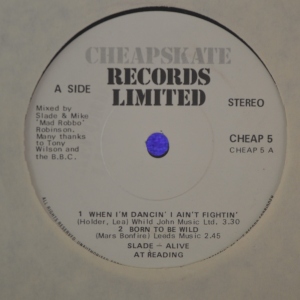 CHEAPSKATE
RECORDS
LIMITED
A SIDE
STEREO
Mixed by
Slade & Mike
'Mad Robbo'
Robinson.
Many thanks
to Tony
Wilson and
the B.B.C.
CHEAP 5
CHEAP 5 A
1 WHEN I'M DANCIN' I AIN'T FIGHTIN'
(Holder, Lea) Whild John Music Ltd. 3.30
2 BORN TO BE WILD
(Mars Bonfire) Leeds Music 2.45
SLADE – ALIVE
AT READING